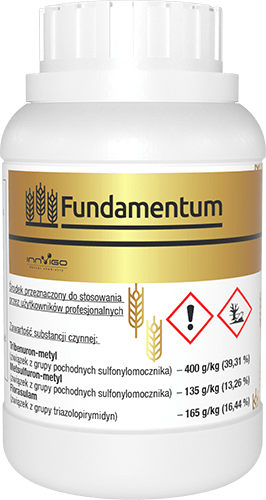 Fundamentum
INNVIGO
Środek przeznaczony do stosowania
przez użytkowników profesjonalnych
Zawartość substancji czynnej:
Tribenuron-metyl
(związek z grupy pochodnych sulfonylomocznika) – 400 g/kg (39,31 %)
Metsulfuron-metyl
(związek z grupy pochodnych sulfonylomocznika) – 135 g/kg (13,26 %)
Florasulam
(związek z grupy triazolopirymidyn) – 165 g/kg (16,44 %)